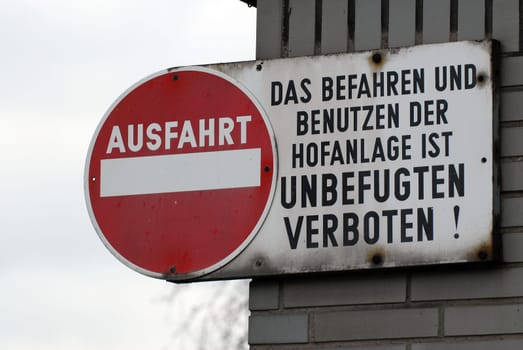 AUSFAHRT
DAS BEFAHREN UND
BENUTZEN DER
HOFANLAGE IST
UNBEFUGTEN
VERBOTEN !